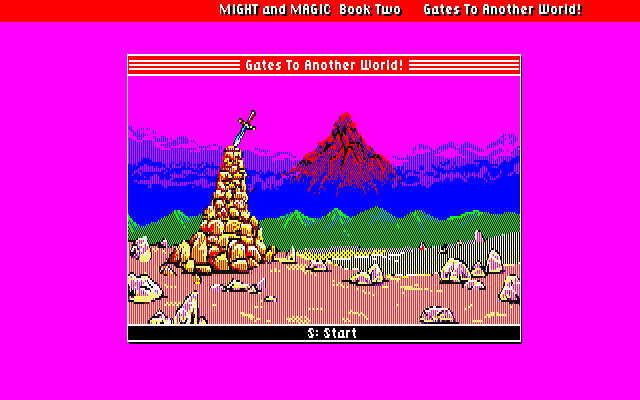 MIGHT and MAGIC Book Two Gates To Another World!
Gates To Another World!
S: Start